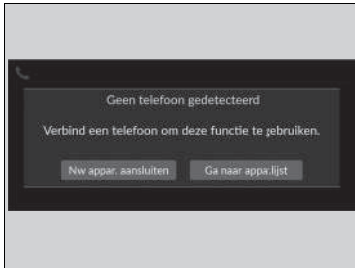 Geen telefoon gedetecteerd
Verbind een telefoon om deze functie te gebruiken.
Nw appar. aansluiten Ga naar appa.lijst